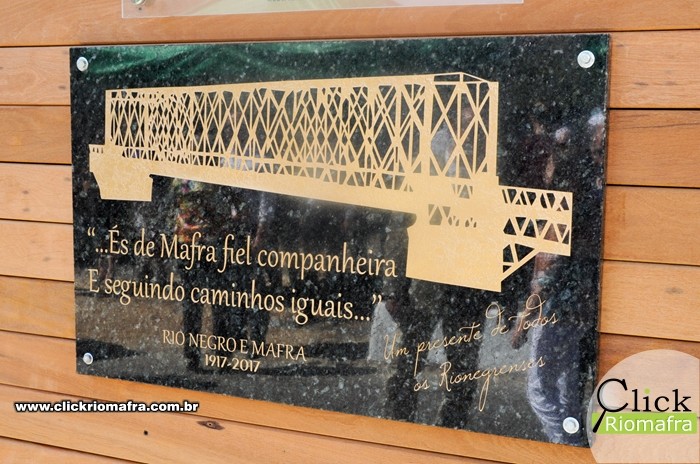 “...És de Mafra fiel companheira
E seguindo caminhos iguais...”
RIO NEGRO E MAFRA
1917-2017
Um presente de todos
os Rionegrenses
www.clickriomafra.com.br
Click
Riomafra